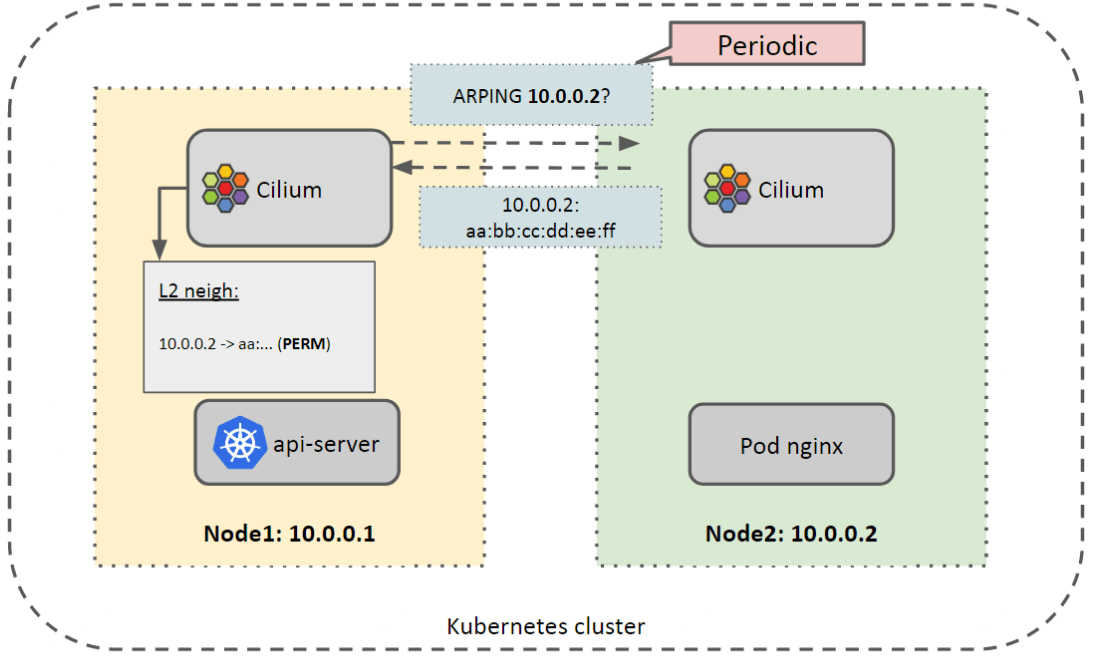 Periodic
ARPING 10.0.0.2?
Cilium
Cilium
10.0.0.2:
aa:bb:cc:dd:ee:ff
L2 neigh:
10.0.0.2 -> aa:... (PERM)
api-server
Pod nginx
Node1: 10.0.0.1
Node2: 10.0.0.2
Kubernetes cluster